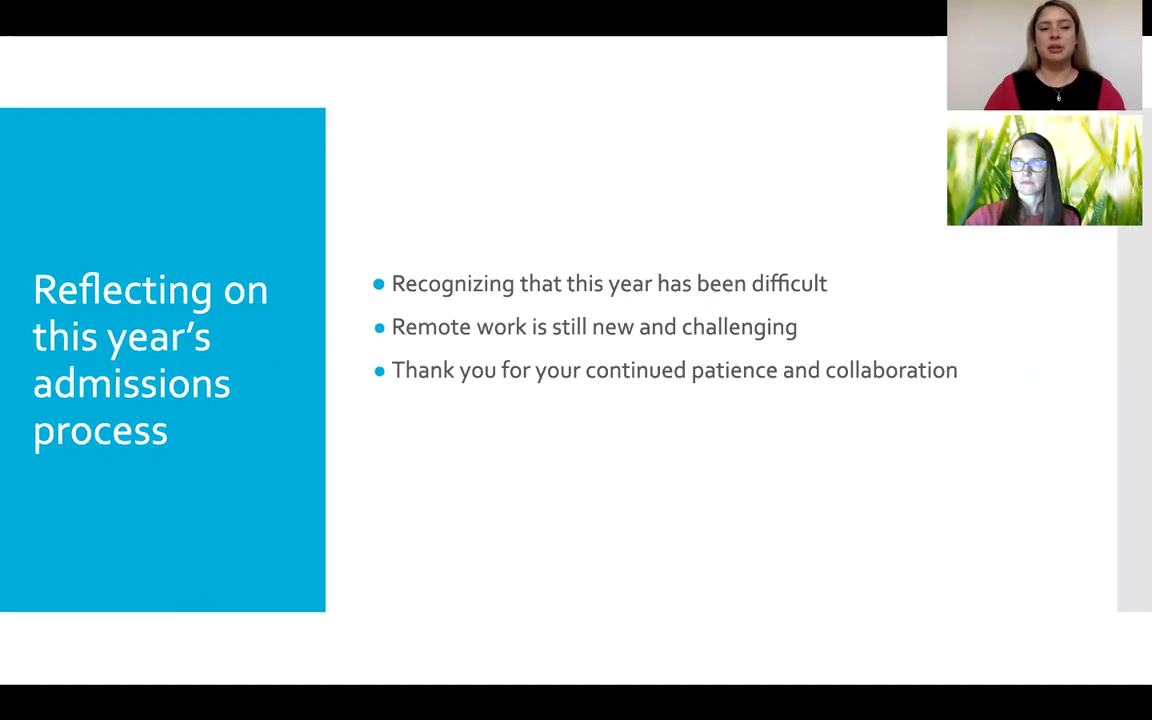 Reflecting on
this year's
admissions
process
Recognizing that this year has been difficult
Remote work is still new and challenging
Thank you for your continued patience and collaboration